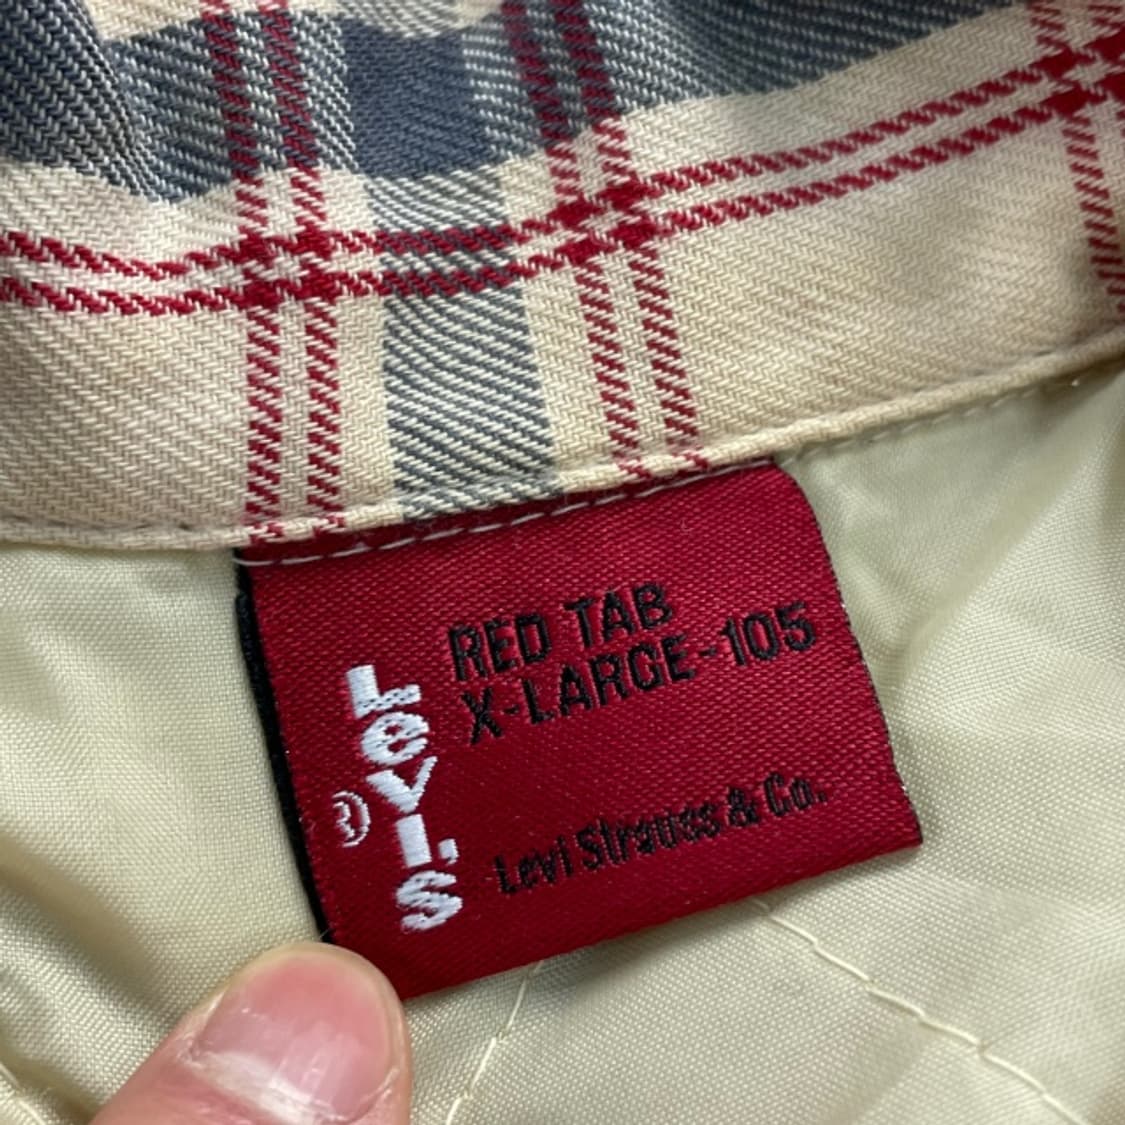 RED TAB
X-LARGE-105
Levi's
®
Levi Strauss & Co.